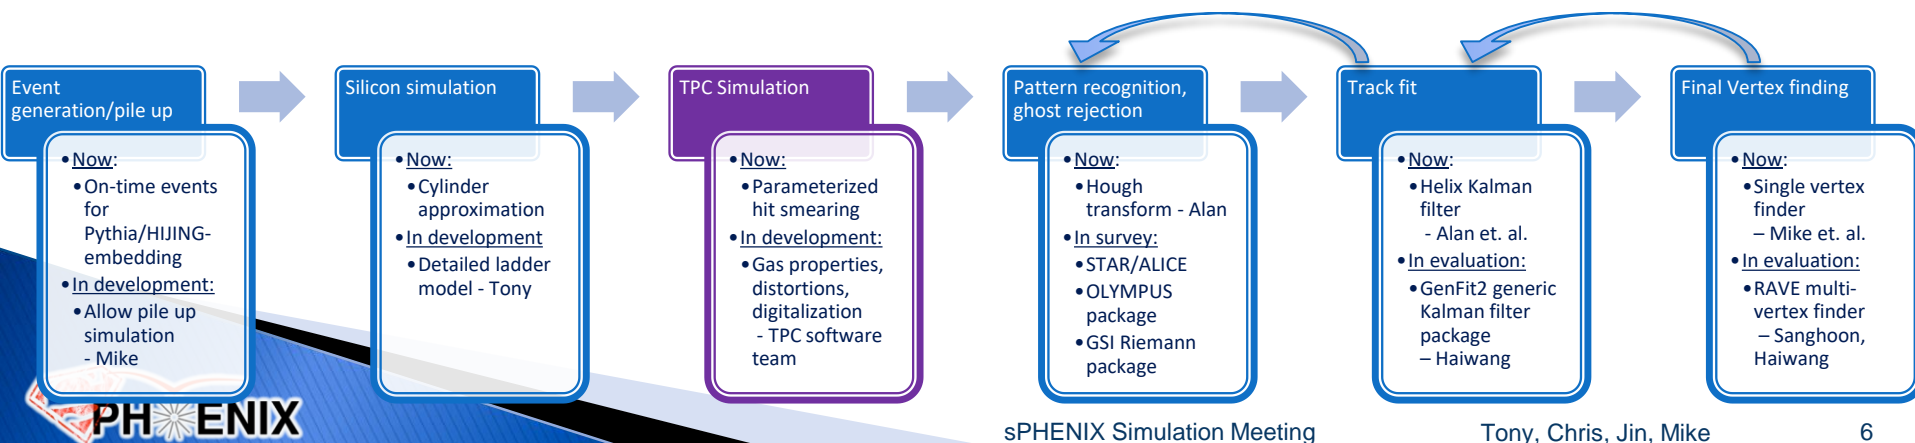 Event
generation/pile up
•Now:
•On-time events
for
Pythia/HIJING-
embedding
•In development:
•Allow pile up
simulation
- Mike
Silicon simulation
•Now:
•Cylinder
approximation
•In development
•Detailed ladder
model - Tony
TPC Simulation
•Now:
•Parameterized
hit smearing
•In development:
•Gas properties,
distortions,
digitalization
- TPC software
team
Pattern recognition,
ghost rejection
•Now:
•Hough
transform - Alan
•In survey:
•STAR/ALICE
•OLYMPUS
package
•GSI Riemann
package
Track fit
•Now:
•Helix Kalman
filter
- Alan et. al.
•In evaluation:
•GenFit2 generic
Kalman filter
package
– Haiwang
Final Vertex finding
•Now:
•Single vertex
finder
– Mike et. al.
•In evaluation:
•RAVE multi-
vertex finder
– Sanghoon,
Haiwang
PHENIX
sPHENIX Simulation Meeting
Tony, Chris, Jin, Mike
6